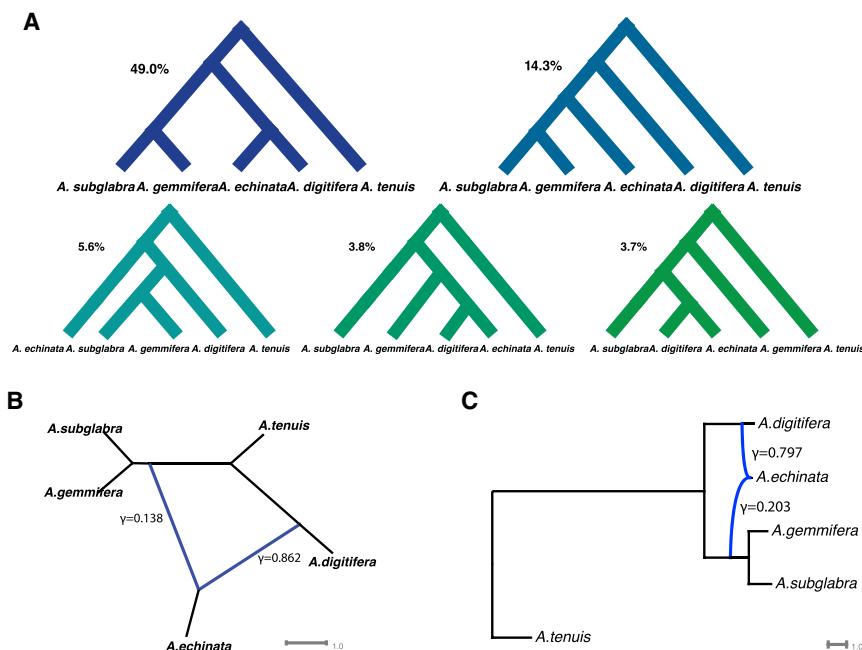 A
49.0%
14.3%
A. subglabra A. gemmifera A. echinata A. digitifera A. tenuis
A. subglabra A. gemmifera A. echinata A. digitifera A. tenuis
5.6%
3.8%
3.7%
A. echinata A. subglabra A. gemmifera A. digitifera A. tenuis
A. subglabra A. gemmifera A. digitifera A. echinata A. tenuis
A. subglabra A. digitifera A. echinata A. gemmifera A. tenuis
B
A.subglabra
A.tenuis
A.gemmifera
γ=0.138
γ=0.862
A.digitifera
A.echinata
1.0
C
A.digitifera
γ=0.797
A.echinata
γ=0.203
A.gemmifera
A.subglabra
A.tenuis
1.0